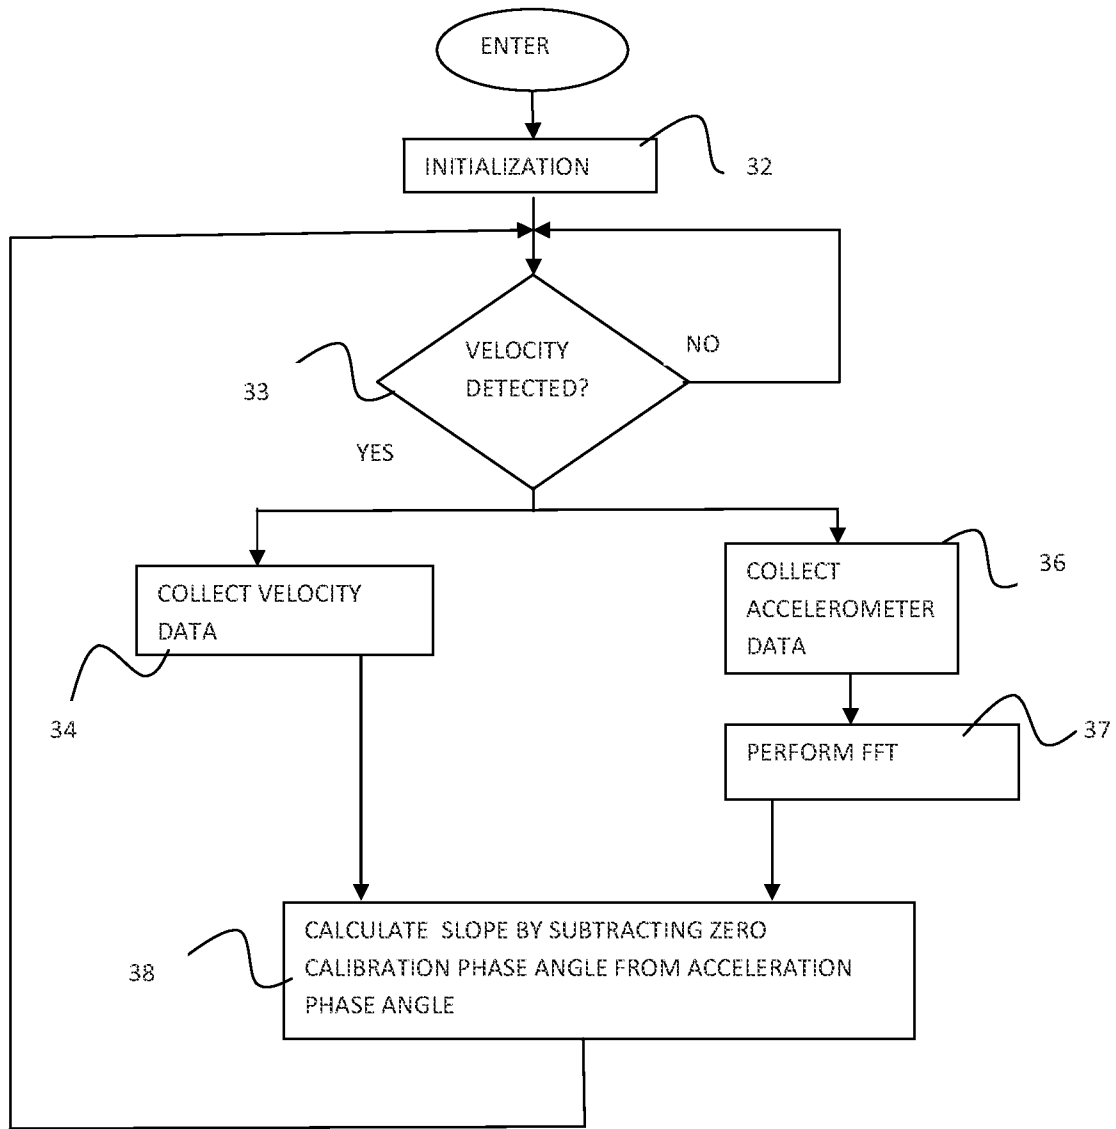 ENTER
INITIALIZATION
32
VELOCITY
DETECTED?
NO
33
YES
COLLECT VELOCITY
DATA
34
COLLECT
ACCELEROMETER
DATA
36
PERFORM FFT
37
CALCULATE SLOPE BY SUBTRACTING ZERO
CALIBRATION PHASE ANGLE FROM ACCELERATION
PHASE ANGLE
38